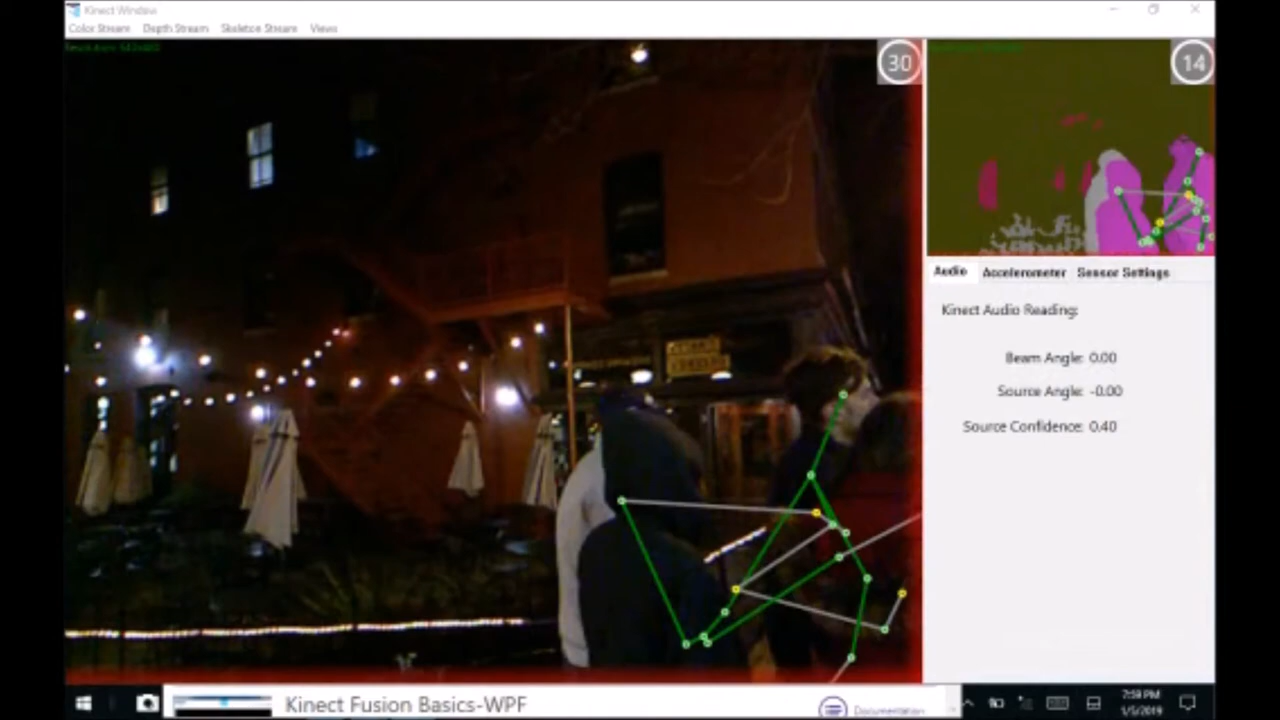 Kinect Window
Color Stream Depth Stream Skeleton Stream Views
30
14
Audio Accelerometer Sensor Settings
Kinect Audio Reading:
Beam Angle: 0.00
Source Angle: -0.00
Source Confidence: 0.40
Kinect Fusion Basics-WPF
Documentation
7:59 PM
1/5/2019